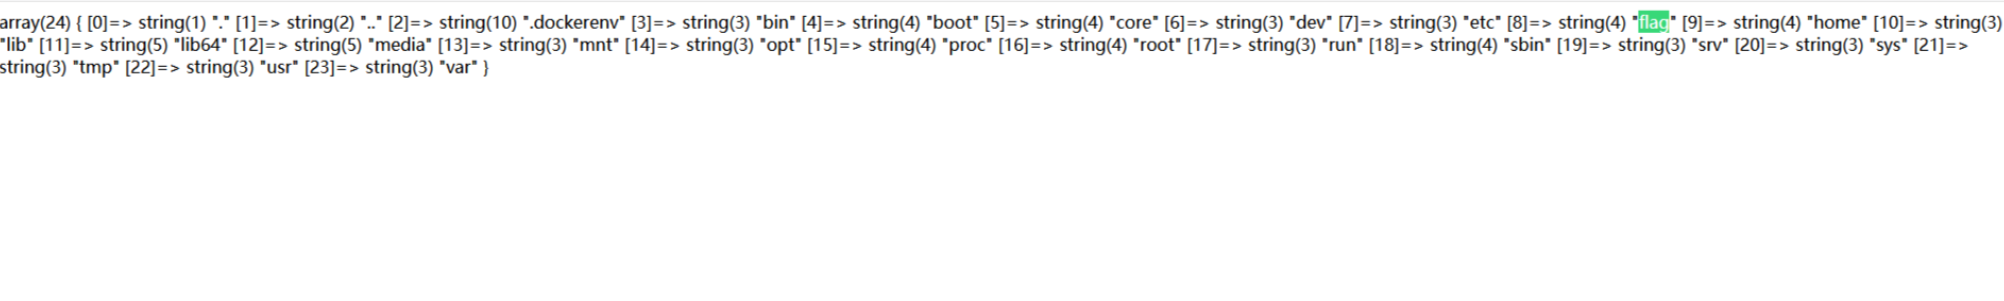 array(24) { [0]=> string(1) "." [1]=> string(2) ".." [2]=> string(10) ".dockerenv" [3]=> string(3) "bin" [4]=> string(4) "boot" [5]=> string(4) "core" [6]=> string(3) "dev" [7]=> string(3) "etc" [8]=> string(4) "flag" [9]=> string(4) "home" [10]=> string(3)
"lib" [11]=> string(5) "lib64" [12]=> string(5) "media" [13]=> string(3) "mnt" [14]=> string(3) "opt" [15]=> string(4) "proc" [16]=> string(4) "root" [17]=> string(3) "run" [18]=> string(4) "sbin" [19]=> string(3) "srv" [20]=> string(3) "sys" [21]=>
string(3) "tmp" [22]=> string(3) "usr" [23]=> string(3) "var" }